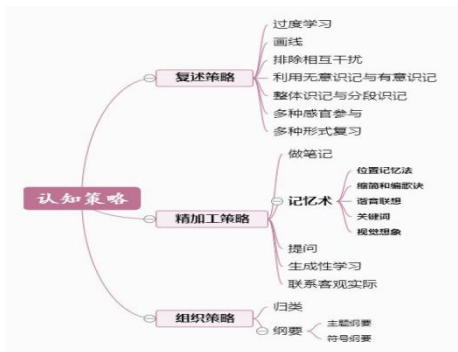 认知策略
复述策略
过度学习
画线
排除相互干扰
利用无意识记与有意识记
整体识记与分段识记
多种感官参与
多种形式复习
精加工策略
做笔记
记忆术
位置记忆法
缩简和编歌诀
谐音联想
关键词
视觉想象
提问
生成性学习
联系客观实际
组织策略
归类
纲要
主题纲要
符号纲要